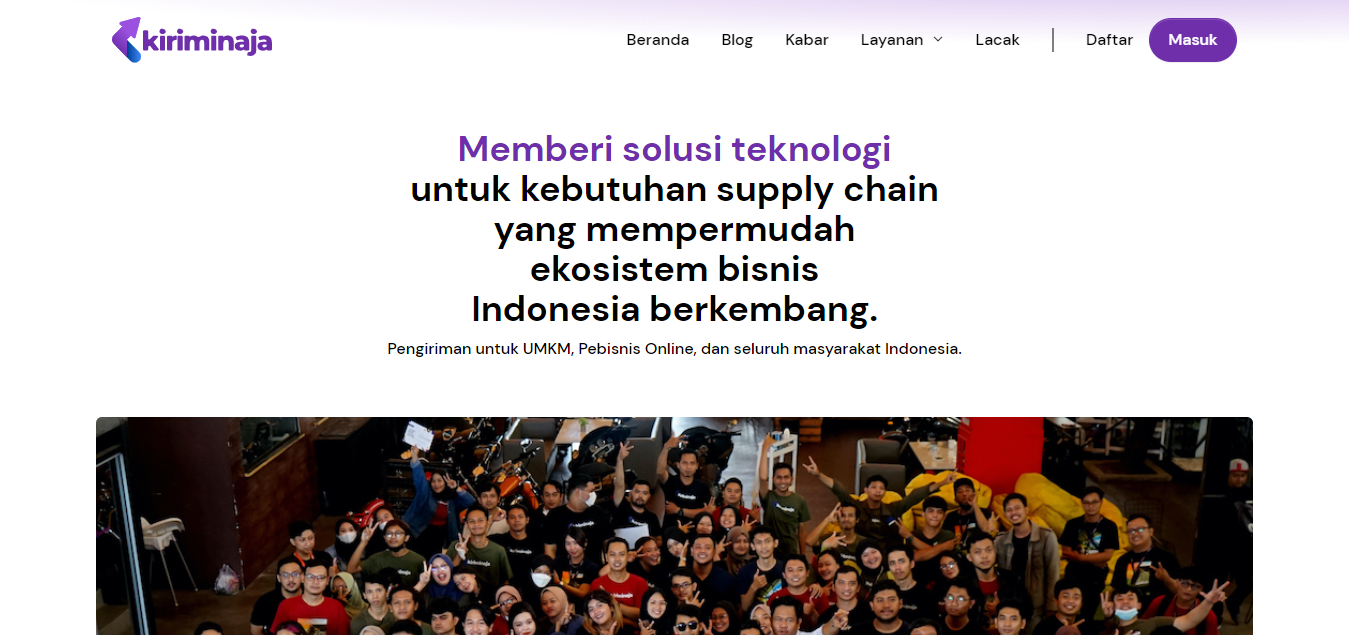 kiriminaja
Beranda
Blog
Kabar
Layanan
Lacak
Daftar
Masuk
Memberi solusi teknologi
untuk kebutuhan supply chain
yang mempermudah
ekosistem bisnis
Indonesia berkembang.
Pengiriman untuk UMKM, Pebisnis Online, dan seluruh masyarakat Indonesia.